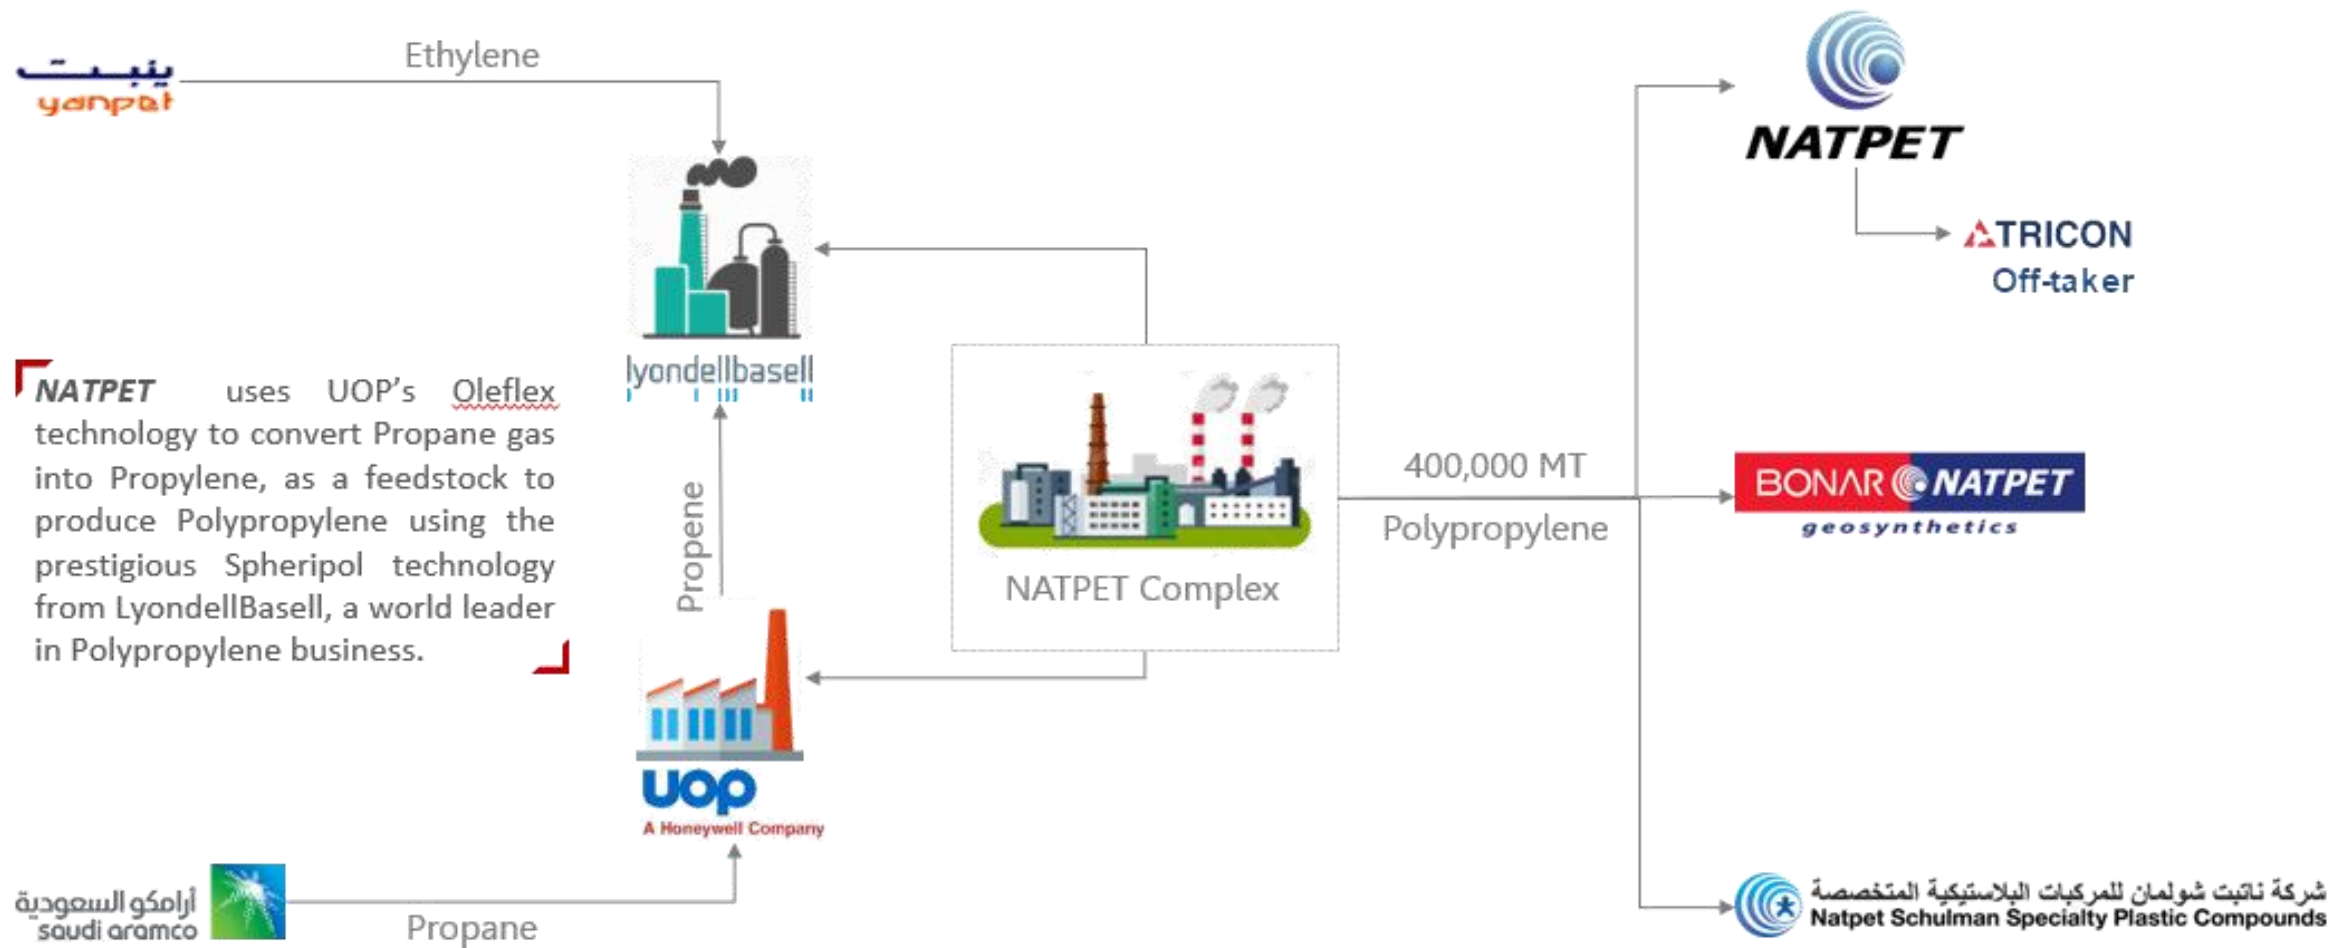 ينبت
yanpet
Ethylene
NATPET
TRICON
Off-taker
lyondellbasell
NATPET uses UOP's Oleflex
technology to convert Propane gas
into Propylene, as a feedstock to
produce Polypropylene using the
prestigious Spheripol technology
from LyondellBasell, a world leader
in Polypropylene business.
Propene
NATPET Complex
400,000 MT
Polypropylene
BONAR NATPET
geosynthetics
uop
A Honeywell Company
أرامكو السعودية
saudi aramco
Propane
شركة ناتبت شولمان للمركبات البلاستيكية المتخصصة
Natpet Schulman Specialty Plastic Compounds